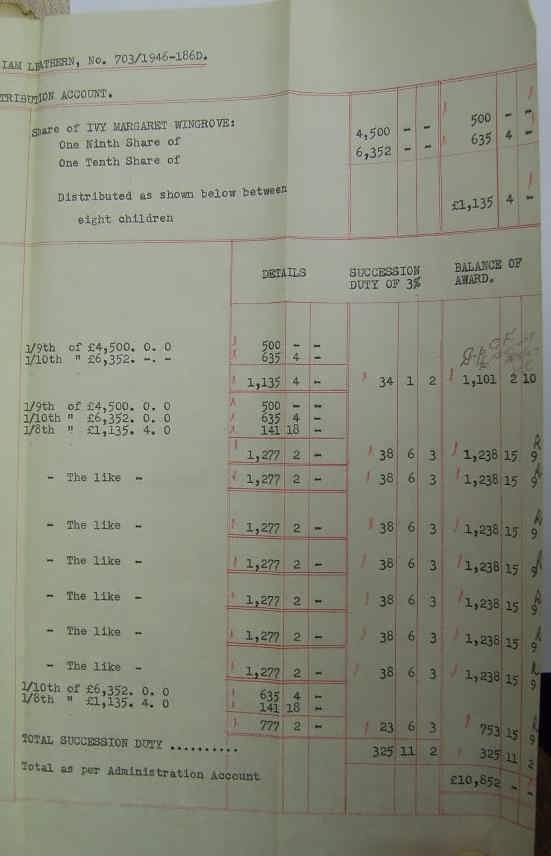 IAM LEATHERN, No. 703/1946-186D.
TRIBUTION ACCOUNT.
Share of IVY MARGARET WINGROVE:
One Ninth Share of 4,500 - - 500 - -
One Tenth Share of 6,352 - - 635 4 -
Distributed as shown below between
eight children £1,135 4 -
DETAILS SUCCESSION DUTY OF 3% BALANCE OF AWARD.
1/9th of £4,500. 0. 0 500 - -
1/10th " £6,352. -. - 635 4 -
1,135 4 - 34 1 2 1,101 2 10
1/9th of £4,500. 0. 0 500 - -
1/10th " £6,352. 0. 0 635 4 -
1/8th " £1,135. 4. 0 141 18 -
1,277 2 - 38 6 3 1,238 15 9
- The like - 1,277 2 - 38 6 3 1,238 15 9
- The like - 1,277 2 - 38 6 3 1,238 15 9
- The like - 1,277 2 - 38 6 3 1,238 15 9
- The like - 1,277 2 - 38 6 3 1,238 15 9
- The like - 1,277 2 - 38 6 3 1,238 15 9
- The like - 1,277 2 - 38 6 3 1,238 15 9
1/10th of £6,352. 0. 0 635 4 -
1/8th " £1,135. 4. 0 141 18 -
777 2 - 23 6 3 753 15 9
TOTAL SUCCESSION DUTY .......... 325 11 2 325 11 2
Total as per Administration Account £10,852 - -